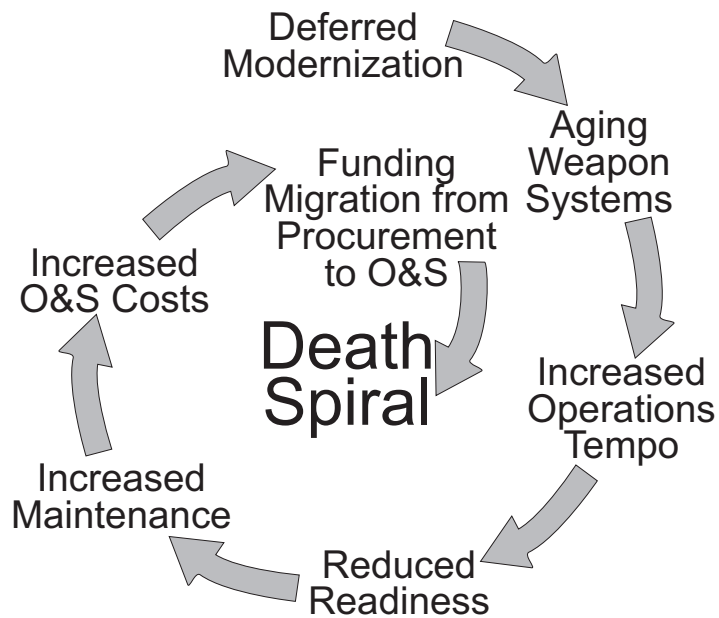 Deferred
Modernization
Aging
Weapon
Systems
Increased
Operations
Tempo
Reduced
Readiness
Increased
Maintenance
Increased
O&S Costs
Funding
Migration from
Procurement
to O&S
Death
Spiral